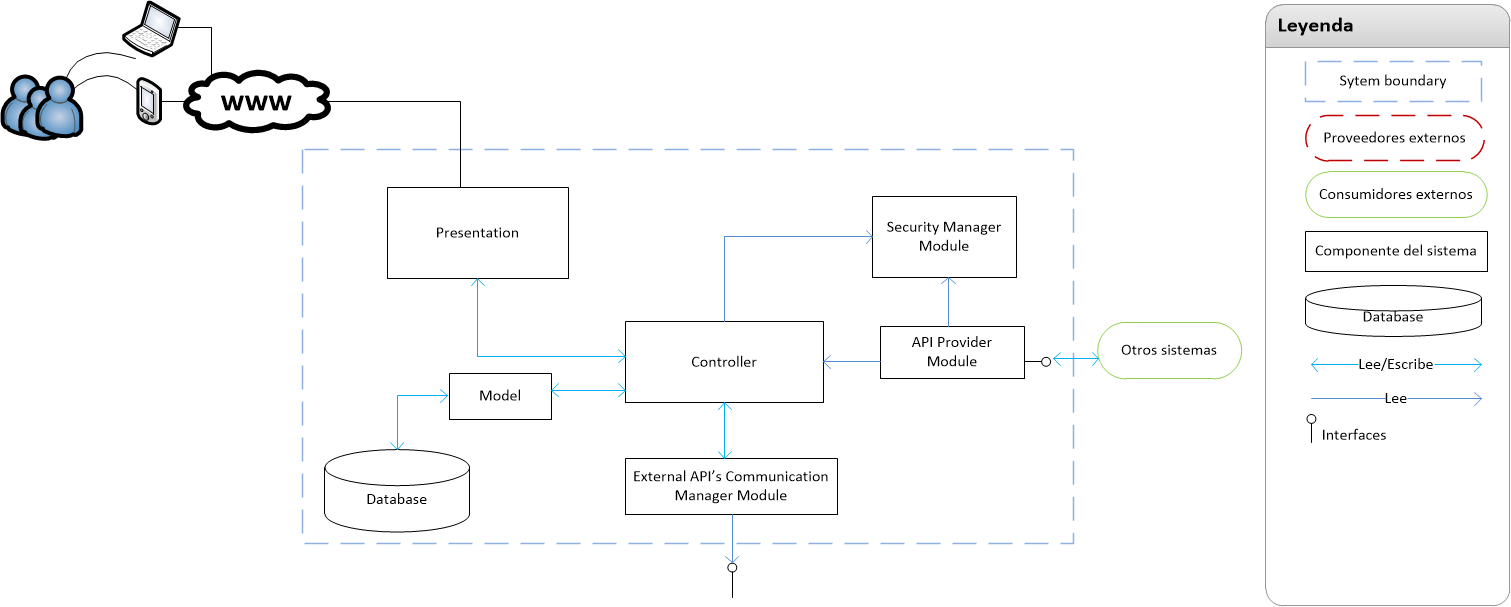 www
Presentation
Security Manager
Module
Controller
API Provider
Module
Otros sistemas
Model
Database
External API's Communication
Manager Module
Leyenda
Sytem boundary
Proveedores externos
Consumidores externos
Componente del sistema
Database
Lee/Escribe
Lee
Interfaces